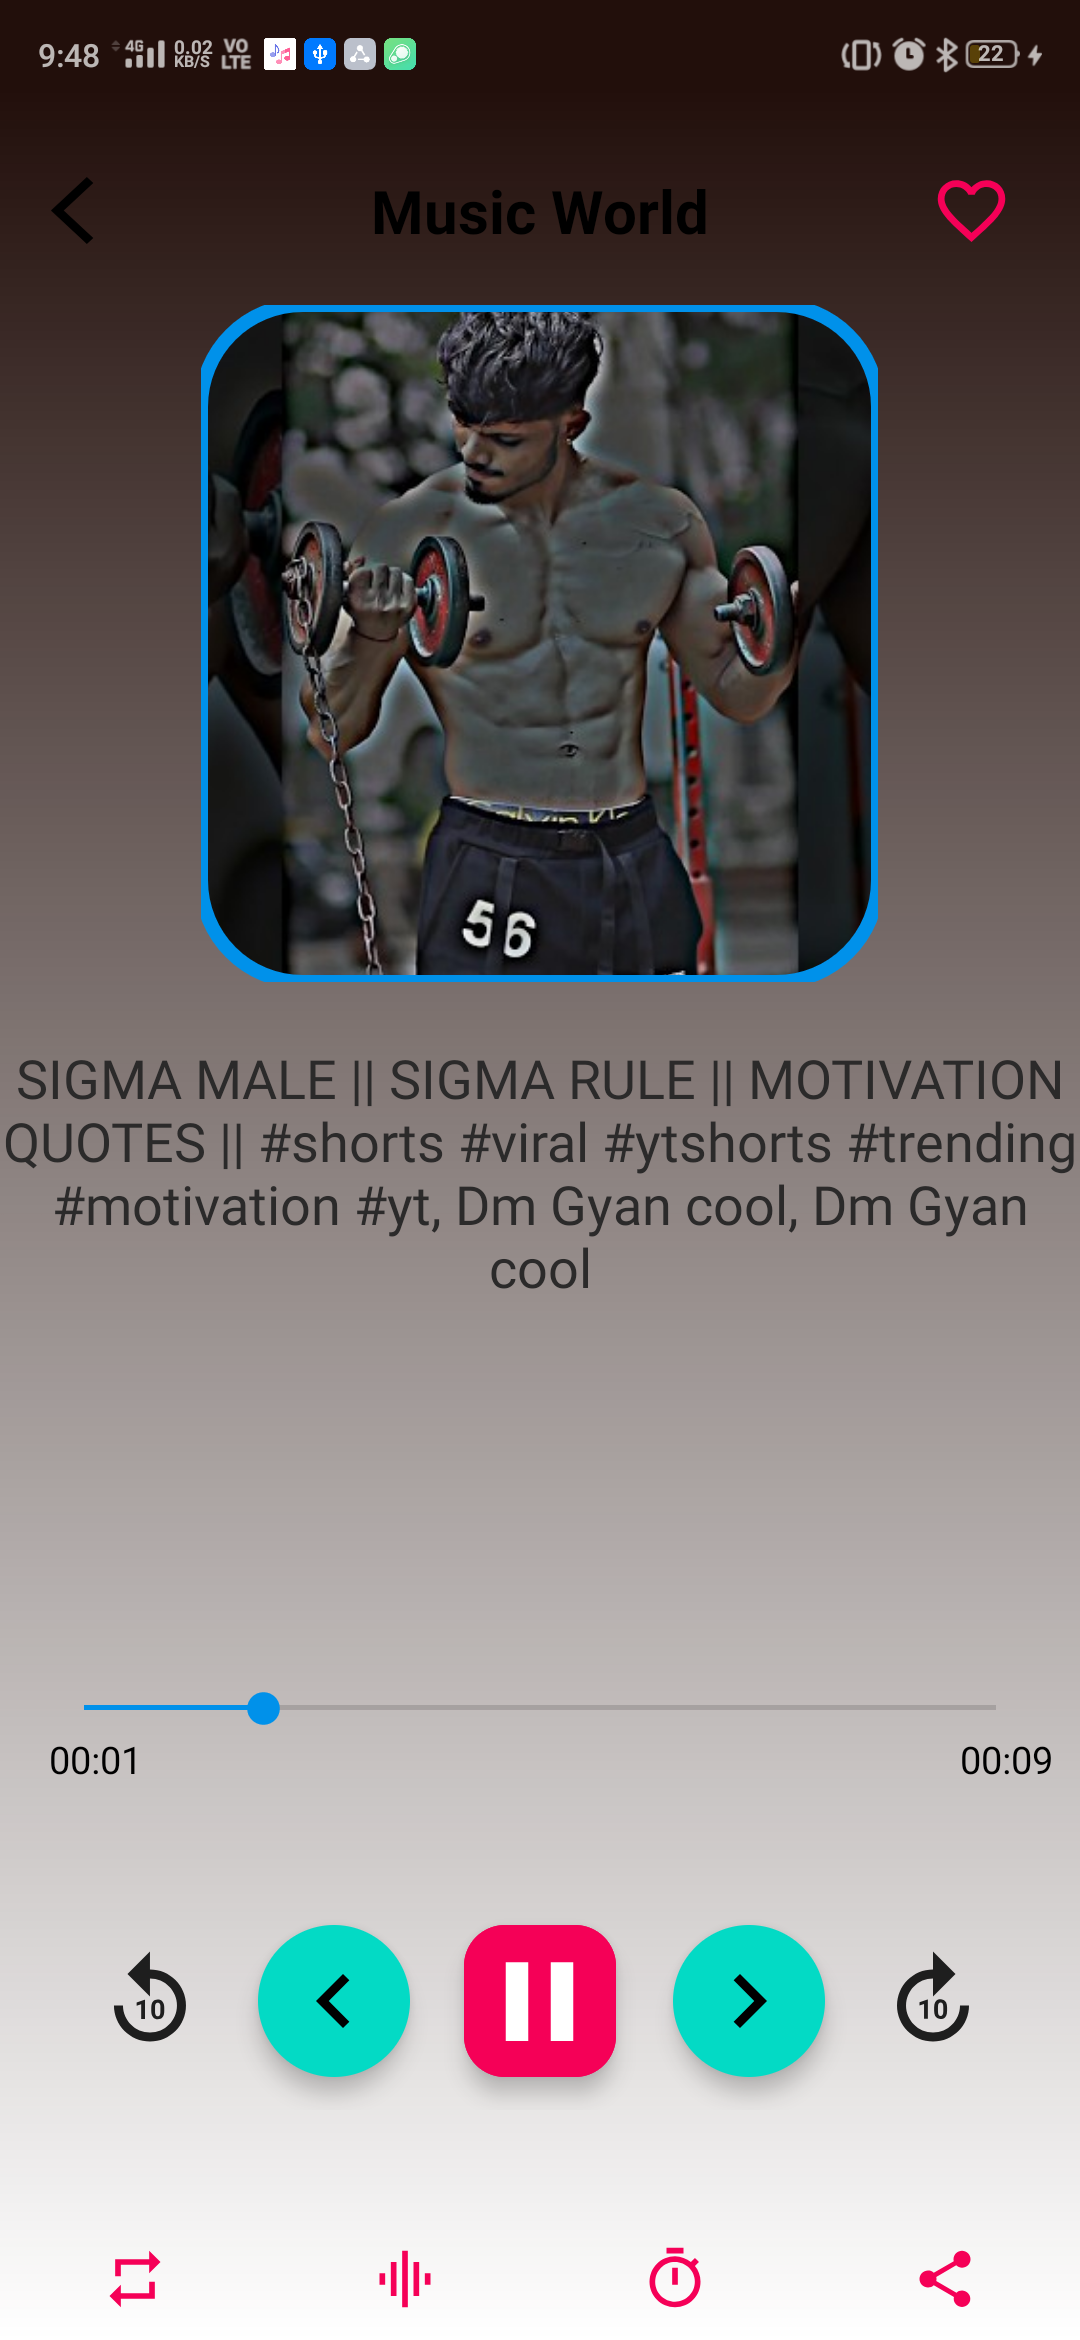 9:48 4G 0.02 KB/S VO LTE 22
Music World
56
SIGMA MALE || SIGMA RULE || MOTIVATION
QUOTES || #shorts #viral #ytshorts #trending
#motivation #yt, Dm Gyan cool, Dm Gyan
cool
00:01 00:09
10 10